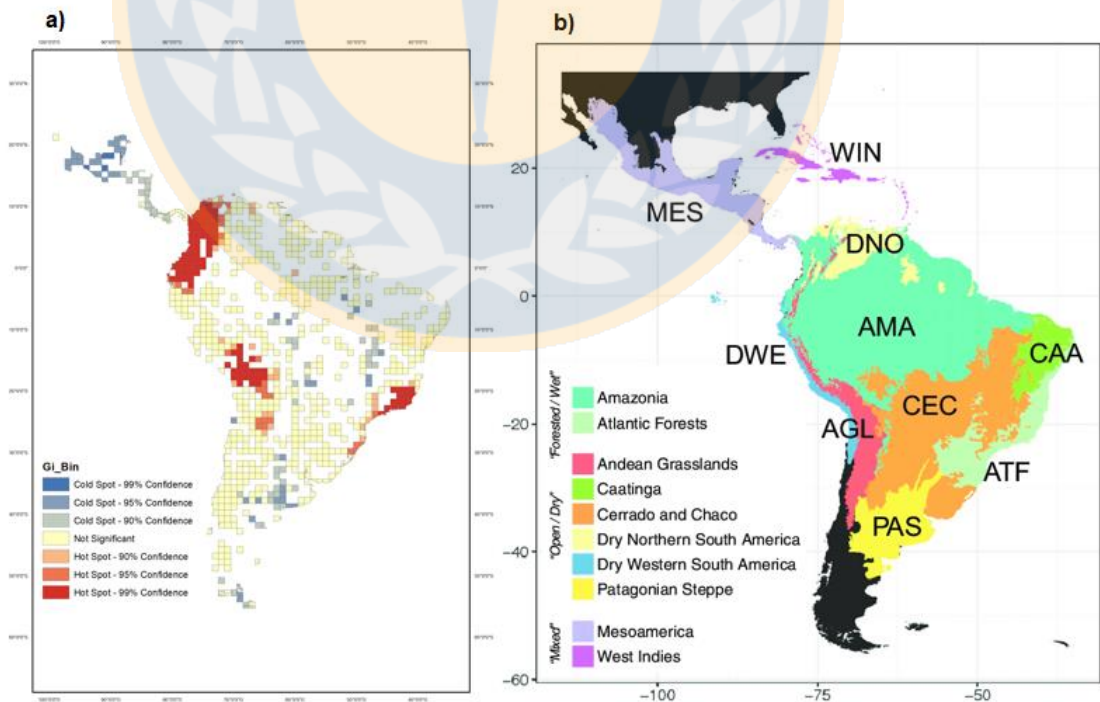 a)
Gi_Bin
Cold Spot - 99% Confidence
Cold Spot - 95% Confidence
Cold Spot - 90% Confidence
Not Significant
Hot Spot - 90% Confidence
Hot Spot - 95% Confidence
Hot Spot - 99% Confidence
b)
WIN
MES
DNO
AMA
DWE
CAA
CEC
AGL
ATF
PAS
20
0
-20
-40
-60
-100
-75
-50
"Forested / Wet"
Amazonia
Atlantic Forests
"Open / Dry"
Andean Grasslands
Caatinga
Cerrado and Chaco
Dry Northern South America
Dry Western South America
Patagonian Steppe
"Mixed"
Mesoamerica
West Indies